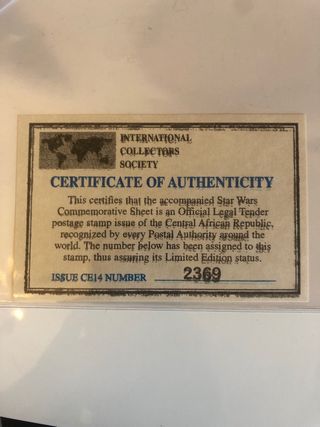 INTERNATIONAL
COLLECTORS
SOCIETY
CERTIFICATE OF AUTHENTICITY
This certifies that the accompanied Star Wars
Commemorative Sheet is an Official Legal Tender
postage stamp issue of the Central African Republic,
recognized by every Postal Authority around the
world. The number below has been assigned to this
stamp, thus assuring its Limited Edition status.
ISSUE CE14 NUMBER 2369